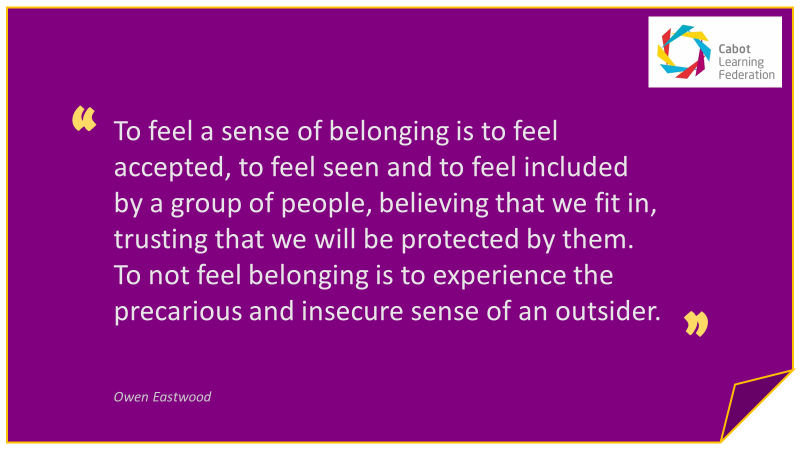 Cabot
Learning
Federation
“
To feel a sense of belonging is to feel
accepted, to feel seen and to feel included
by a group of people, believing that we fit in,
trusting that we will be protected by them.
To not feel belonging is to experience the
precarious and insecure sense of an outsider.
”
Owen Eastwood